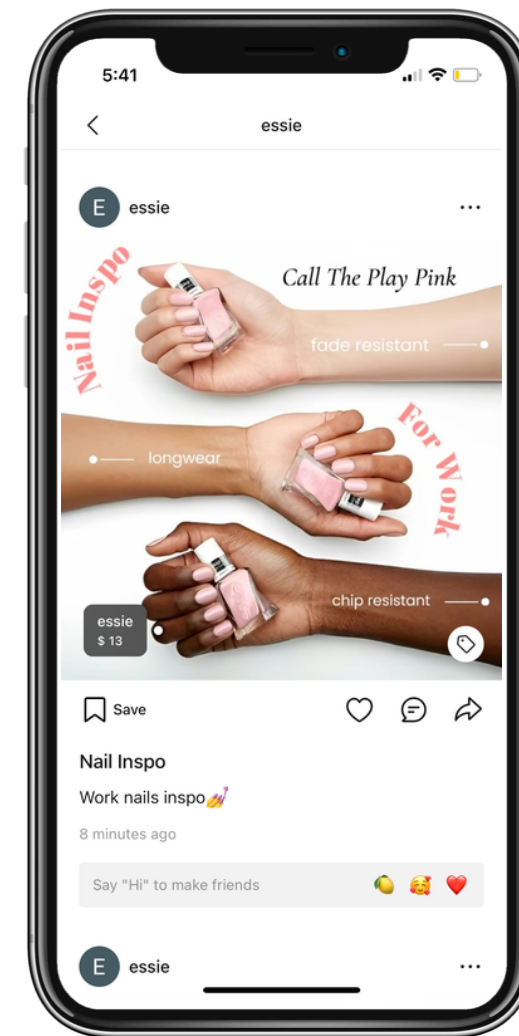 5:41
essie
E essie
Nail Inspo
Call The Play Pink
fade resistant
For Work
longwear
chip resistant
essie
$ 13
Save
Nail Inspo
Work nails inspo💅
8 minutes ago
Say "Hi" to make friends 🍋 🥰 ❤️
E essie